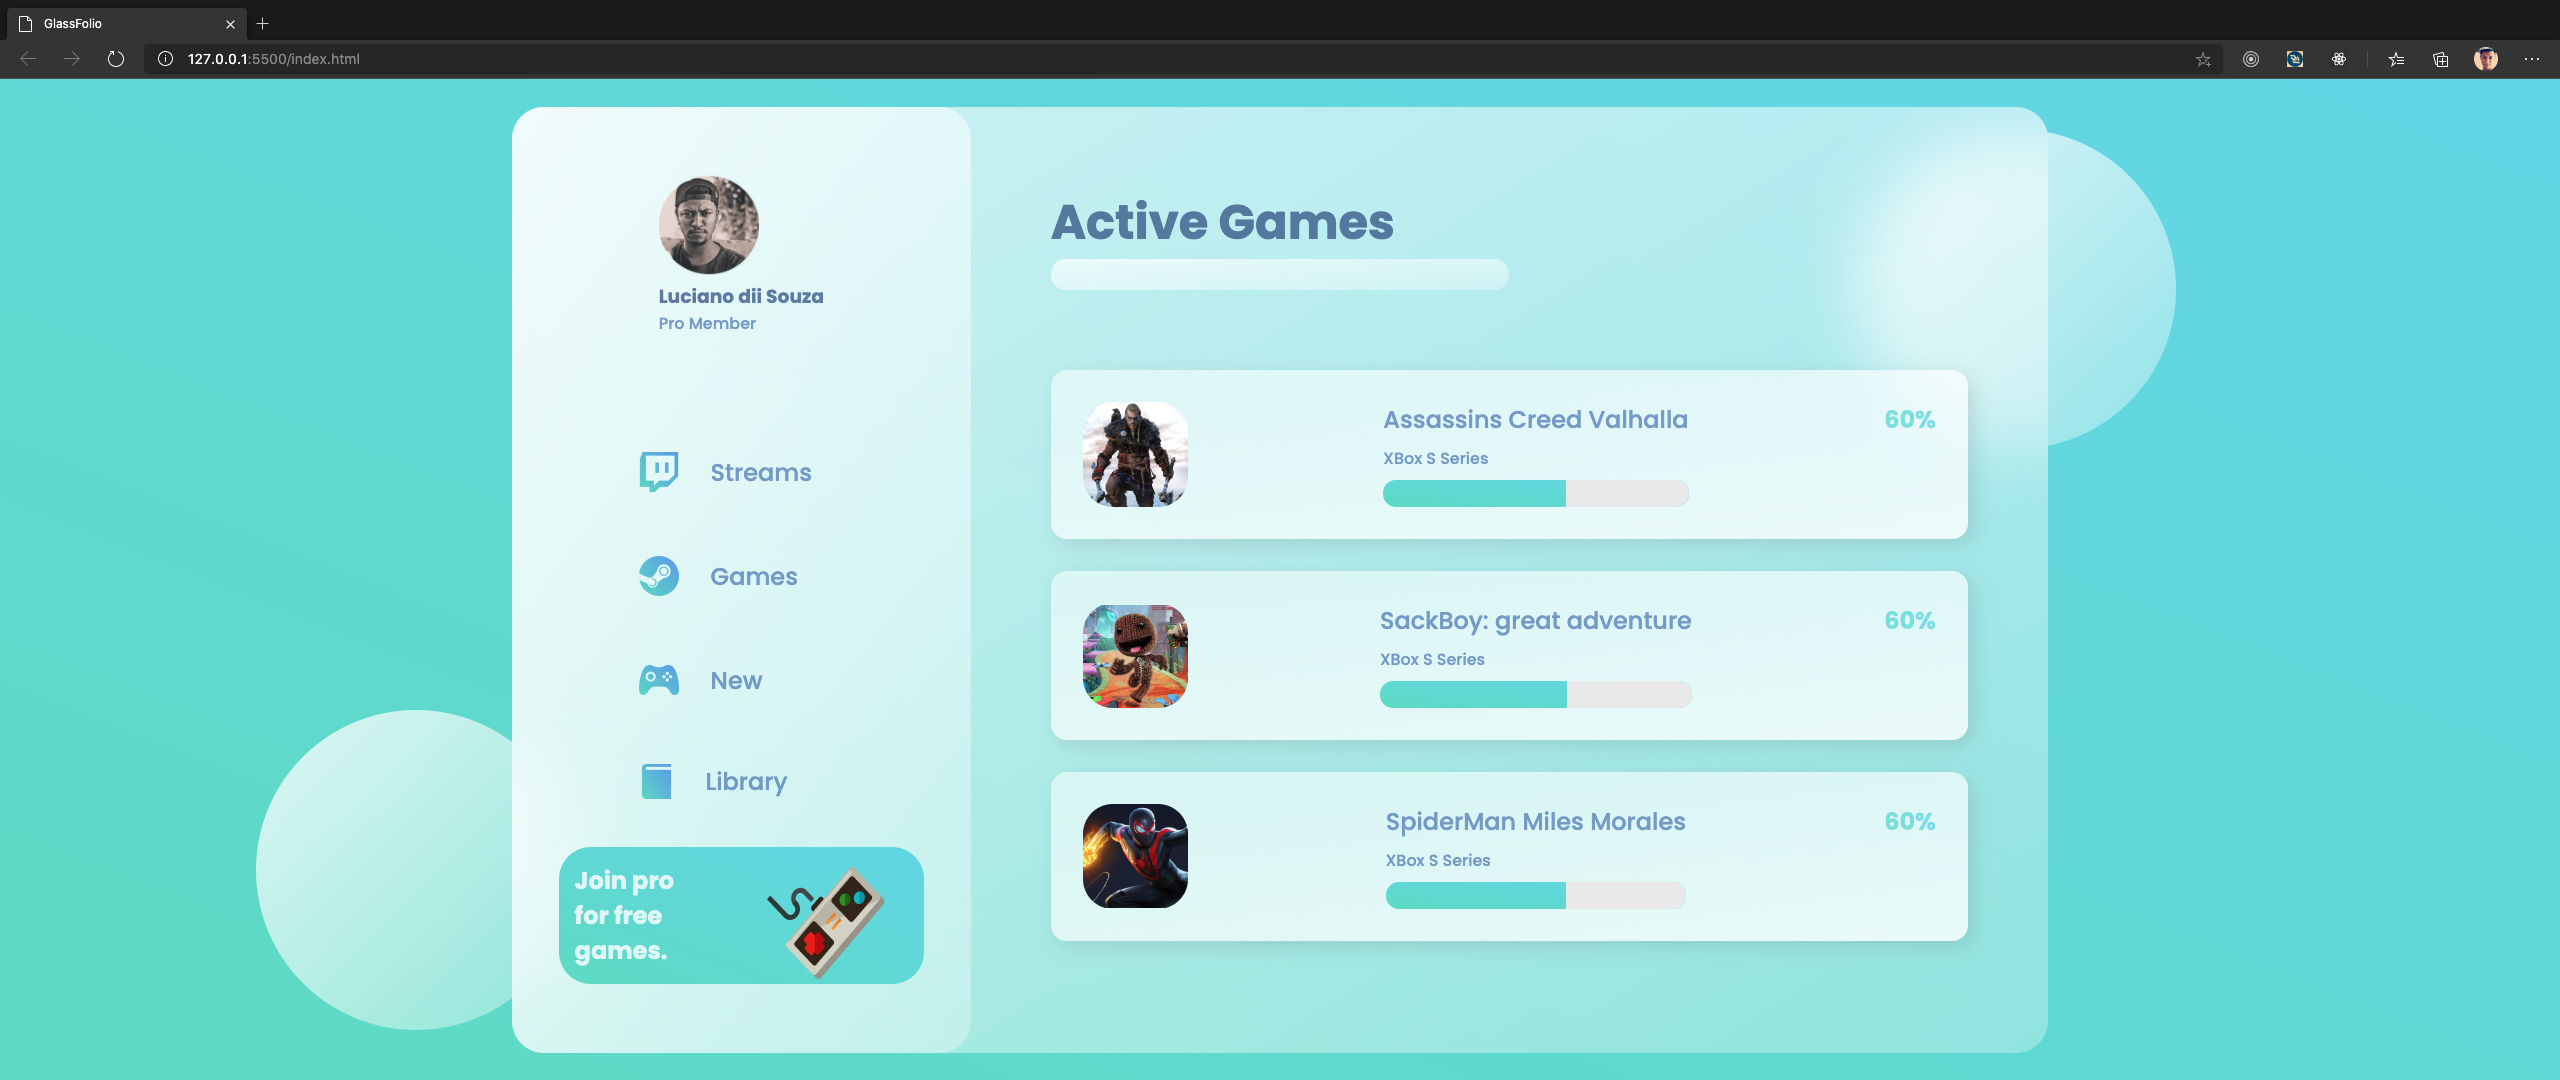 GlassFolio
127.0.0.1:5500/index.html
Luciano dii Souza
Pro Member
Streams
Games
New
Library
Join pro
for free
games.
Active Games
Assassins Creed Valhalla
60%
XBox S Series
SackBoy: great adventure
60%
XBox S Series
SpiderMan Miles Morales
60%
XBox S Series